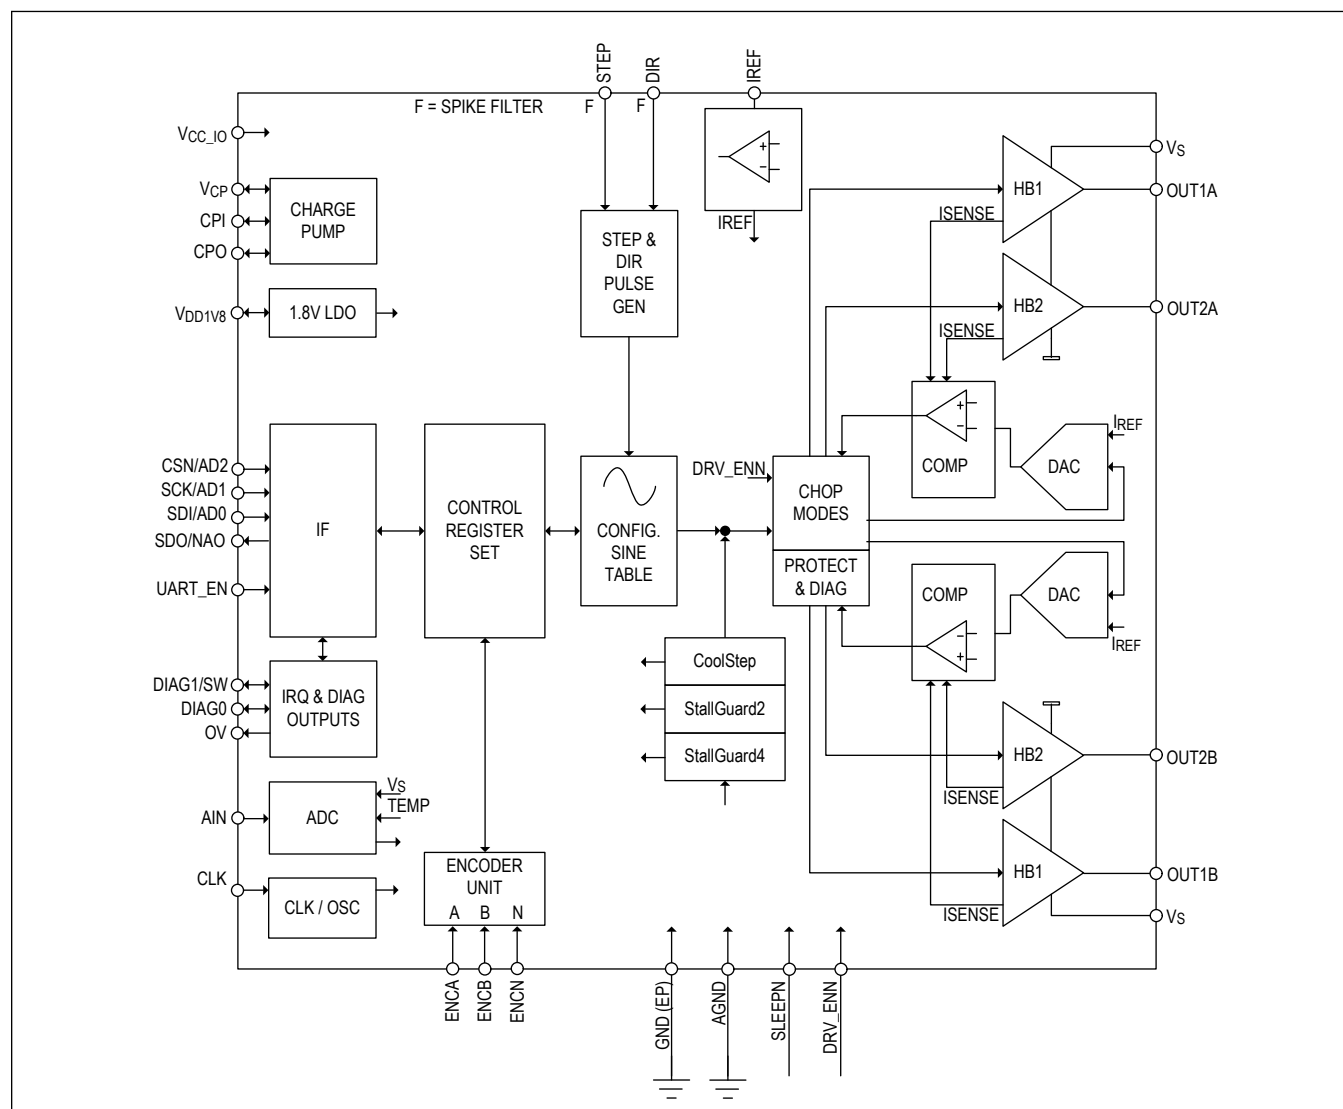 STEP
DIR
IREF
F = SPIKE FILTER
F
F
VCC_IO
VCP
CPI
CPO
CHARGE
PUMP
VDD1V8
1.8V LDO
STEP &
DIR
PULSE
GEN
IREF
HB1
ISENSE
VS
OUT1A
HB2
ISENSE
OUT2A
COMP
DAC
IREF
CSN/AD2
SCK/AD1
SDI/AD0
SDO/NAO
UART_EN
IF
CONTROL
REGISTER
SET
CONFIG.
SINE
TABLE
DRV_ENN
CHOP
MODES
PROTECT
& DIAG
COMP
DAC
IREF
DIAG1/SW
DIAG0
OV
IRQ & DIAG
OUTPUTS
CoolStep
StallGuard2
StallGuard4
HB2
ISENSE
OUT2B
AIN
ADC
VS
TEMP
CLK
CLK / OSC
ENCODER
UNIT
A B N
HB1
ISENSE
OUT1B
VS
ENCA
ENCB
ENCN
GND (EP)
AGND
SLEEPN
DRV_ENN